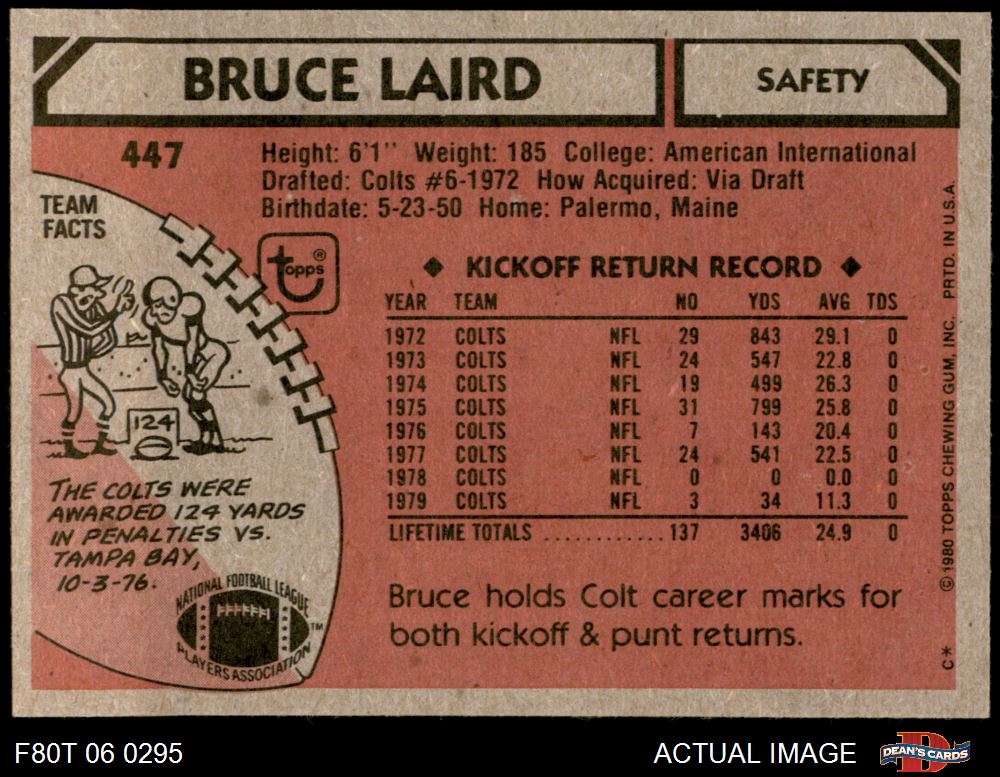 BRUCE LAIRD
SAFETY
447
Height: 6'1" Weight: 185 College: American International
Drafted: Colts #6-1972 How Acquired: Via Draft
Birthdate: 5-23-50 Home: Palermo, Maine
TEAM
FACTS
topps ®
124
THE COLTS WERE
AWARDED 124 YARDS
IN PENALTIES VS.
TAMPA BAY,
10-3-76.
NATIONAL FOOTBALL LEAGUE
PLAYERS ASSOCIATION
TM
◆ KICKOFF RETURN RECORD ◆
YEAR TEAM NO YDS AVG TDS
1972 COLTS NFL 29 843 29.1 0
1973 COLTS NFL 24 547 22.8 0
1974 COLTS NFL 19 499 26.3 0
1975 COLTS NFL 31 799 25.8 0
1976 COLTS NFL 7 143 20.4 0
1977 COLTS NFL 24 541 22.5 0
1978 COLTS NFL 0 0 0.0 0
1979 COLTS NFL 3 34 11.3 0
LIFETIME TOTALS ............ 137 3406 24.9 0
Bruce holds Colt career marks for
both kickoff & punt returns.
© 1980 TOPPS CHEWING GUM, INC. PRTD. IN U.S.A.
C*
F80T 06 0295
ACTUAL IMAGE
D
DEAN'S CARDS